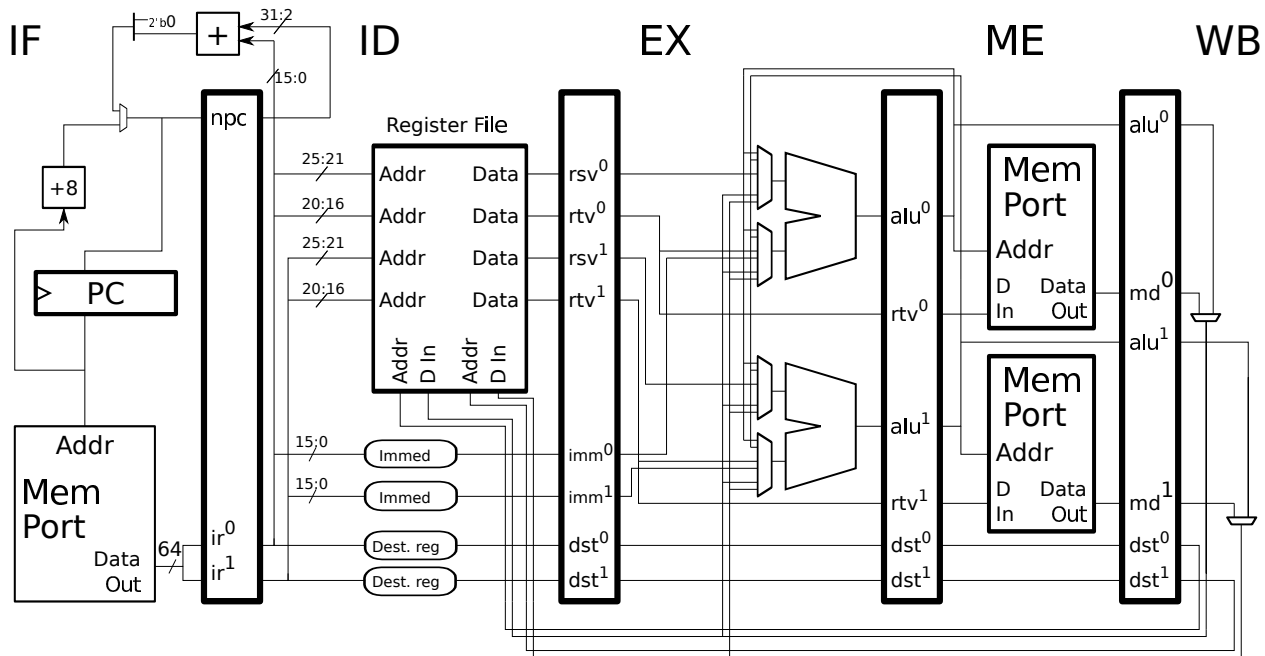 IF
ID
EX
ME
WB
2'b0
+
31:2
15:0
+8
PC
Addr
Mem
Port
Data
Out
64
npc
ir⁰
ir¹
Register File
25:21
20:16
25:21
20:16
Addr
Data
Addr
Data
Addr
Data
Addr
Data
Addr
D In
Addr
D In
15:0
Immed
15:0
Immed
Dest. reg
Dest. reg
rsv⁰
rtv⁰
rsv¹
rtv¹
imm⁰
imm¹
dst⁰
dst¹
alu⁰
rtv⁰
alu¹
rtv¹
dst⁰
dst¹
Mem
Port
Addr
D
In
Data
Out
Mem
Port
Addr
D
In
Data
Out
alu⁰
md⁰
alu¹
md¹
dst⁰
dst¹